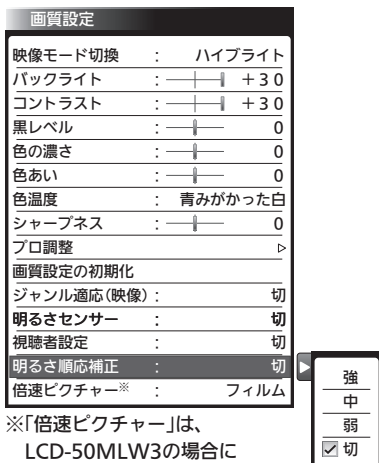 画質設定
映像モード切換 : ハイブライト
バックライト : +30
コントラスト : +30
黒レベル : 0
色の濃さ : 0
色あい : 0
色温度 : 青みがかった白
シャープネス : 0
プロ調整 ▷
画質設定の初期化
ジャンル適応(映像) : 切
明るさセンサー : 切
視聴者設定 : 切
明るさ順応補正 : 切
倍速ピクチャー※ : フィルム
強
中
弱
切
※「倍速ピクチャー」は、
LCD-50MLW3の場合に